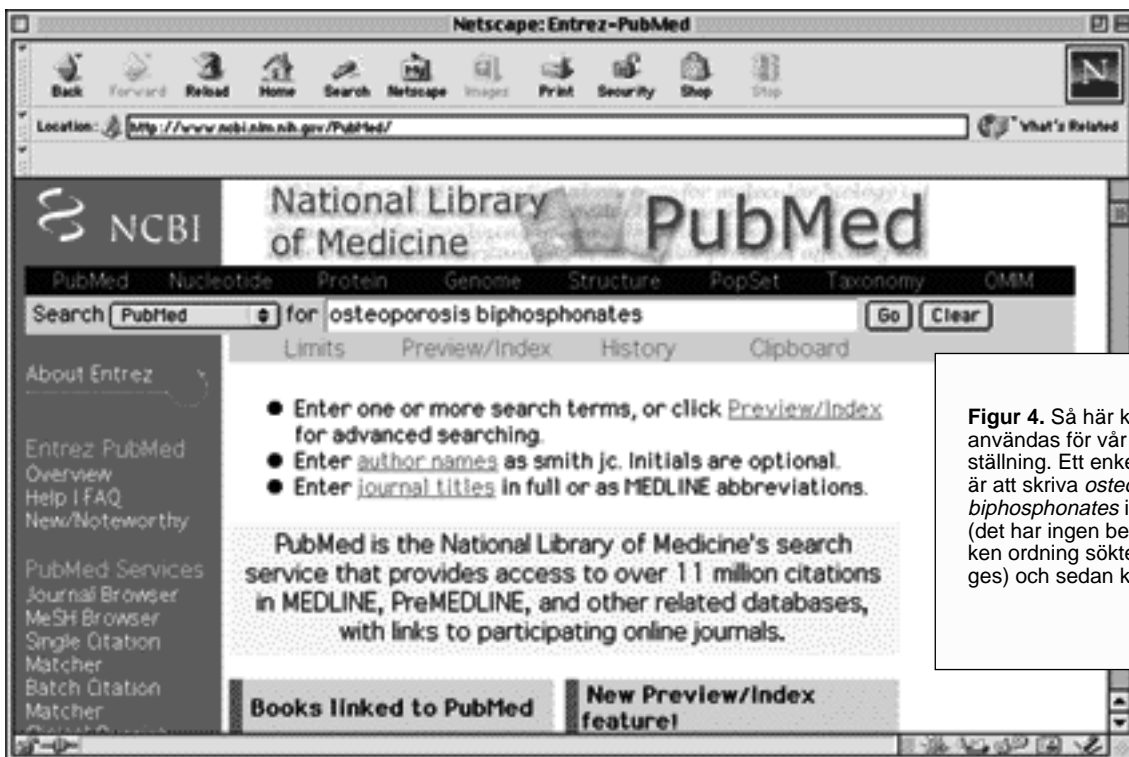 Netscape: Entrez-PubMed
Back Forward Reload Home Search Netscape Images Print Security Shop Stop
N
Location: http://www.ncbi.nlm.nih.gov/PubMed/ What's Related
NCBI
National Library
of Medicine
PubMed
PubMed Nucleotide Protein Genome Structure PopSet Taxonomy OMIM
Search PubMed for osteoporosis biphosphonates Go Clear
Limits Preview/Index History Clipboard
About Entrez
Entrez PubMed
Overview
Help | FAQ
New/Noteworthy
PubMed Services
Journal Browser
MeSH Browser
Single Citation
Matcher
Batch Citation
Matcher
● Enter one or more search terms, or click Preview/Index
for advanced searching.
● Enter author names as smith jc. Initials are optional.
● Enter journal titles in full or as MEDLINE abbreviations.
PubMed is the National Library of Medicine's search
service that provides access to over 11 million citations
in MEDLINE, PreMEDLINE, and other related databases,
with links to participating online journals.
Books linked to PubMed
New Preview/Index
feature!
Figur 4. Så här k
användas för vår
ställning. Ett enke
är att skriva osteo
biphosphonates i
(det har ingen be
ken ordning sökte
ges) och sedan k